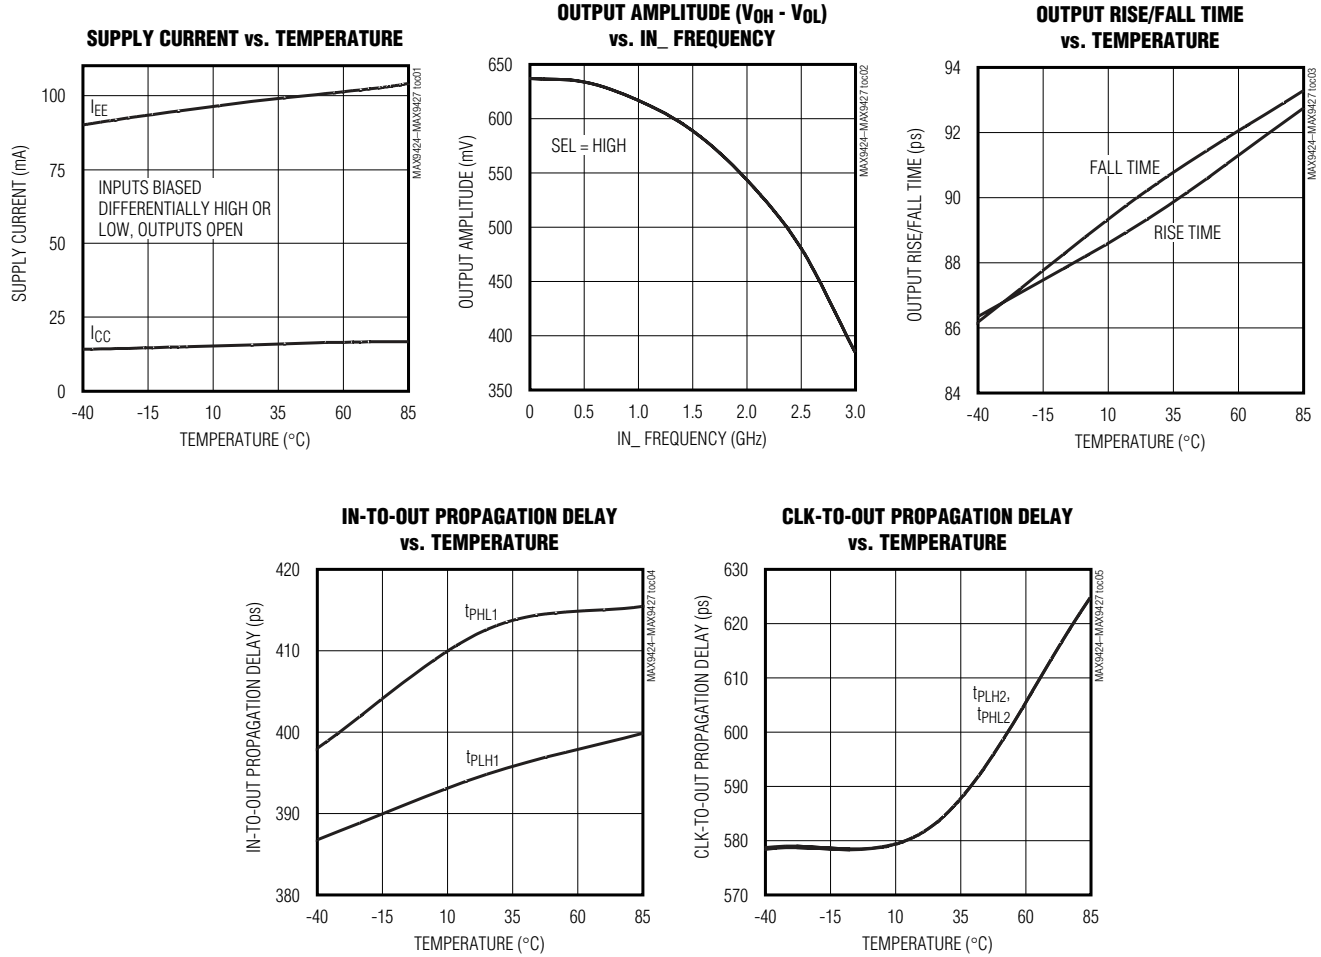 SUPPLY CURRENT vs. TEMPERATURE
SUPPLY CURRENT (mA)
100
75
50
25
0
IEE
INPUTS BIASED
DIFFERENTIALLY HIGH OR
LOW, OUTPUTS OPEN
ICC
-40 -15 10 35 60 85
TEMPERATURE (°C)
MAX9424–MAX9427 toc01
OUTPUT AMPLITUDE (VOH - VOL)
vs. IN_ FREQUENCY
OUTPUT AMPLITUDE (mV)
650
600
550
500
450
400
350
SEL = HIGH
0 0.5 1.0 1.5 2.0 2.5 3.0
IN_ FREQUENCY (GHz)
MAX9424–MAX9427 toc02
OUTPUT RISE/FALL TIME
vs. TEMPERATURE
OUTPUT RISE/FALL TIME (ps)
94
92
90
88
86
84
FALL TIME
RISE TIME
-40 -15 10 35 60 85
TEMPERATURE (°C)
MAX9424–MAX9427 toc03
IN-TO-OUT PROPAGATION DELAY
vs. TEMPERATURE
IN-TO-OUT PROPAGATION DELAY (ps)
420
410
400
390
380
tPHL1
tPLH1
-40 -15 10 35 60 85
TEMPERATURE (°C)
MAX9424–MAX9427 toc04
CLK-TO-OUT PROPAGATION DELAY
vs. TEMPERATURE
CLK-TO-OUT PROPAGATION DELAY (ps)
630
620
610
600
590
580
570
tPLH2,
tPHL2
-40 -15 10 35 60 85
TEMPERATURE (°C)
MAX9424–MAX9427 toc05